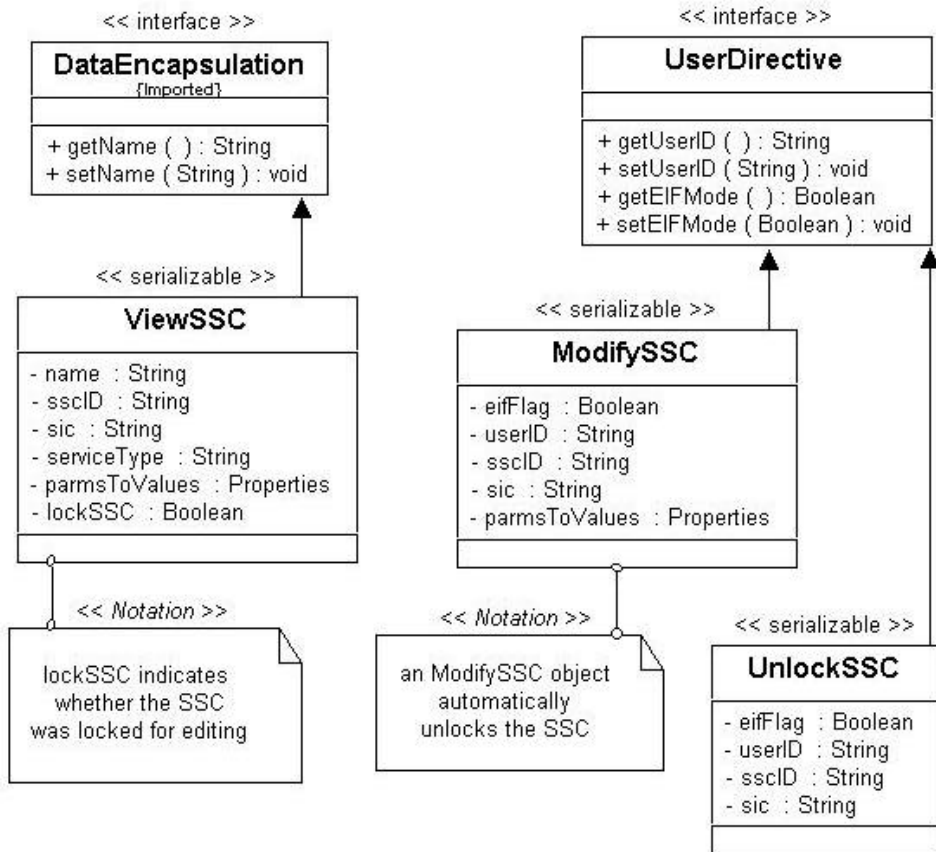 << interface >>
DataEncapsulation
{Imported}
+ getName ( ) : String
+ setName ( String ) : void
<< serializable >>
ViewSSC
- name : String
- sscID : String
- sic : String
- serviceType : String
- parmsToValues : Properties
- lockSSC : Boolean
<< Notation >>
lockSSC indicates
whether the SSC
was locked for editing
<< interface >>
UserDirective
+ getUserID ( ) : String
+ setUserID ( String ) : void
+ getEIFMode ( ) : Boolean
+ setEIFMode ( Boolean ) : void
<< serializable >>
ModifySSC
- eifFlag : Boolean
- userID : String
- sscID : String
- sic : String
- parmsToValues : Properties
<< Notation >>
an ModifySSC object
automatically
unlocks the SSC
<< serializable >>
UnlockSSC
- eifFlag : Boolean
- userID : String
- sscID : String
- sic : String